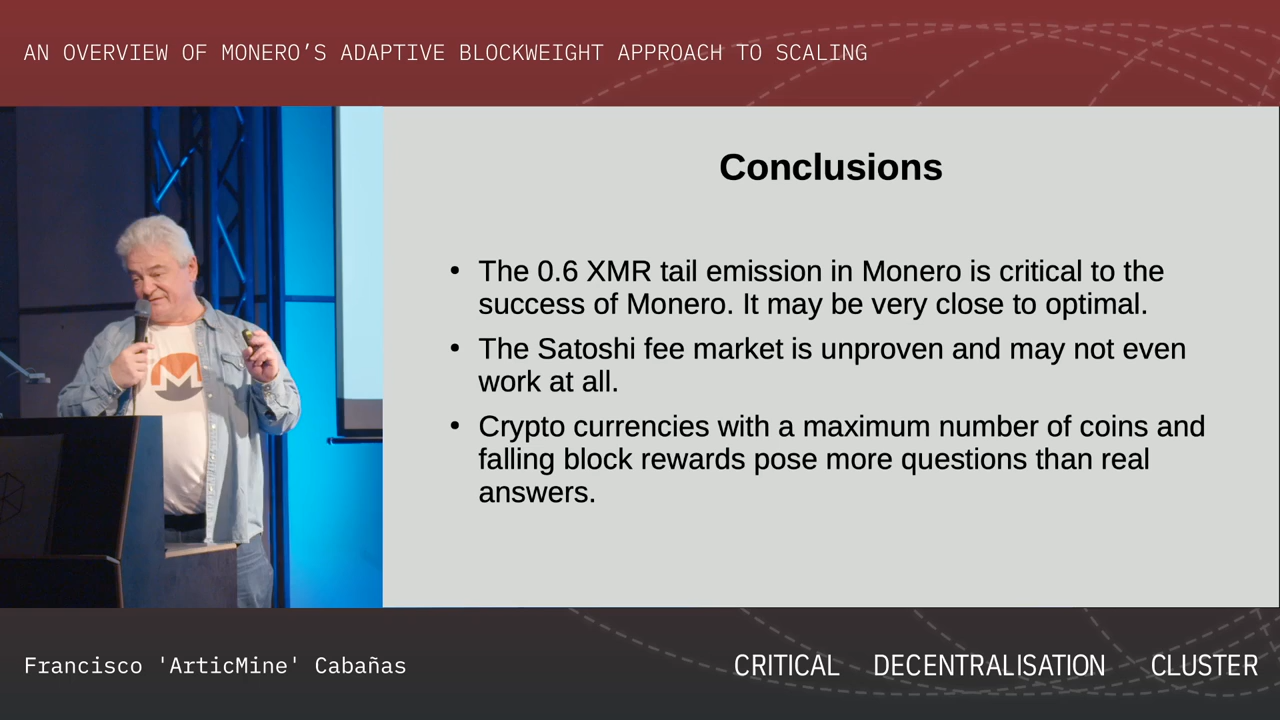 AN OVERVIEW OF MONERO’S ADAPTIVE BLOCKWEIGHT APPROACH TO SCALING
Conclusions
• The 0.6 XMR tail emission in Monero is critical to the
success of Monero. It may be very close to optimal.
• The Satoshi fee market is unproven and may not even
work at all.
• Crypto currencies with a maximum number of coins and
falling block rewards pose more questions than real
answers.
Francisco 'ArticMine' Cabañas
CRITICAL DECENTRALISATION CLUSTER